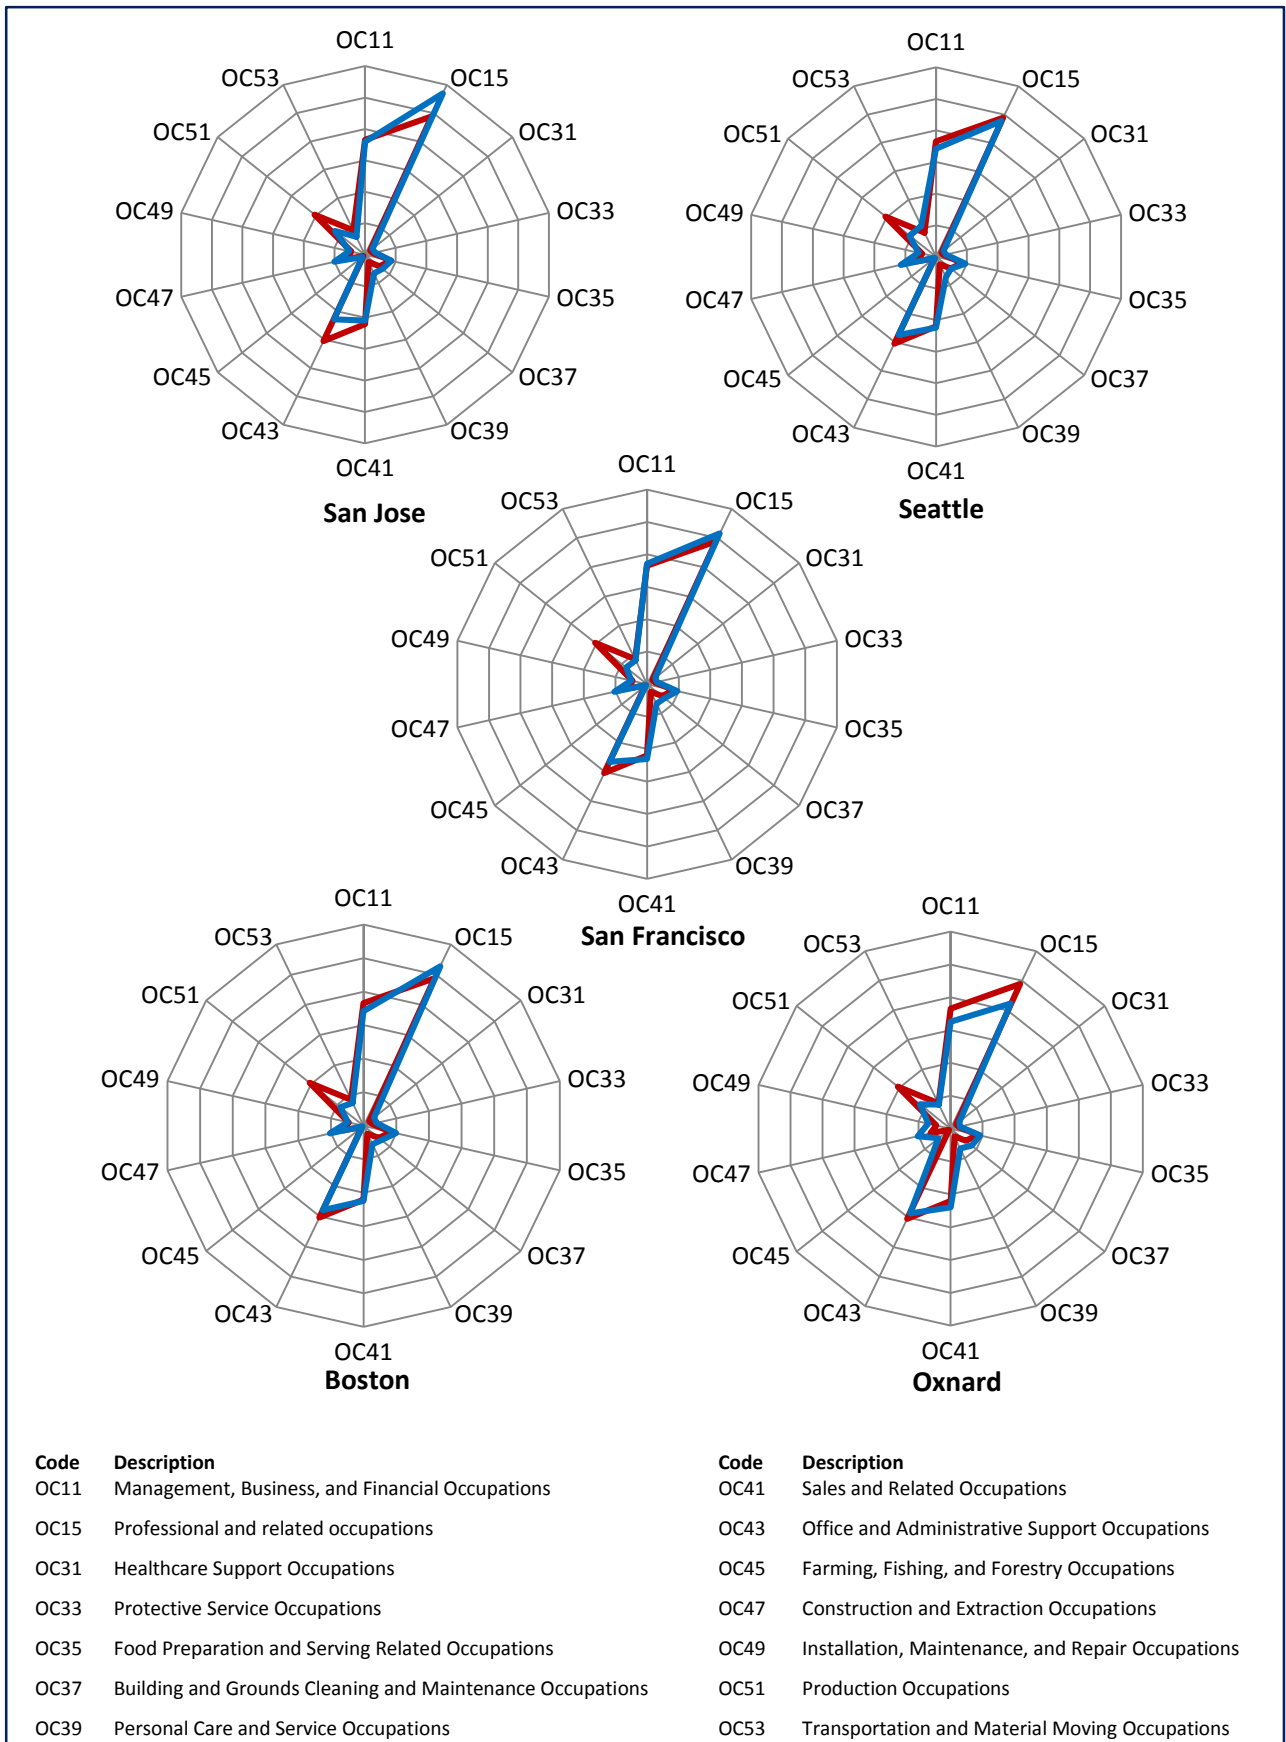 OC11
OC53
OC15
OC51
OC31
OC49
OC33
OC47
OC35
OC45
OC37
OC43
OC39
OC41
San Jose
OC11
OC53
OC15
OC51
OC31
OC49
OC33
OC47
OC35
OC45
OC37
OC43
OC39
OC41
Seattle
OC11
OC53
OC15
OC51
OC31
OC49
OC33
OC47
OC35
OC45
OC37
OC43
OC39
OC41
San Francisco
OC11
OC53
OC15
OC51
OC31
OC49
OC33
OC47
OC35
OC45
OC37
OC43
OC39
OC41
Boston
OC11
OC53
OC15
OC51
OC31
OC49
OC33
OC47
OC35
OC45
OC37
OC43
OC39
OC41
Oxnard
Code Description
OC11 Management, Business, and Financial Occupations
OC15 Professional and related occupations
OC31 Healthcare Support Occupations
OC33 Protective Service Occupations
OC35 Food Preparation and Serving Related Occupations
OC37 Building and Grounds Cleaning and Maintenance Occupations
OC39 Personal Care and Service Occupations
Code Description
OC41 Sales and Related Occupations
OC43 Office and Administrative Support Occupations
OC45 Farming, Fishing, and Forestry Occupations
OC47 Construction and Extraction Occupations
OC49 Installation, Maintenance, and Repair Occupations
OC51 Production Occupations
OC53 Transportation and Material Moving Occupations